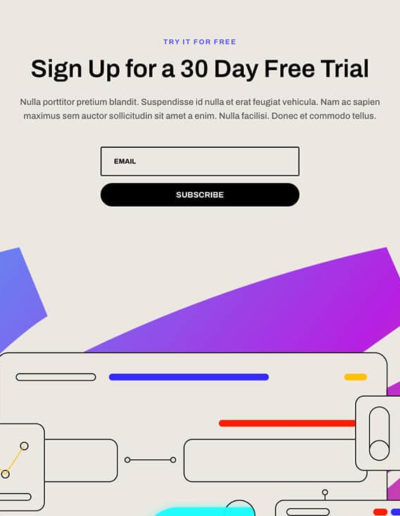 TRY IT FOR FREE
Sign Up for a 30 Day Free Trial
Nulla porttitor pretium blandit. Suspendisse id nulla et erat feugiat vehicula. Nam ac sapien
maximus sem auctor sollicitudin sit amet a enim. Nulla facilisi. Donec et commodo tellus.
EMAIL
SUBSCRIBE